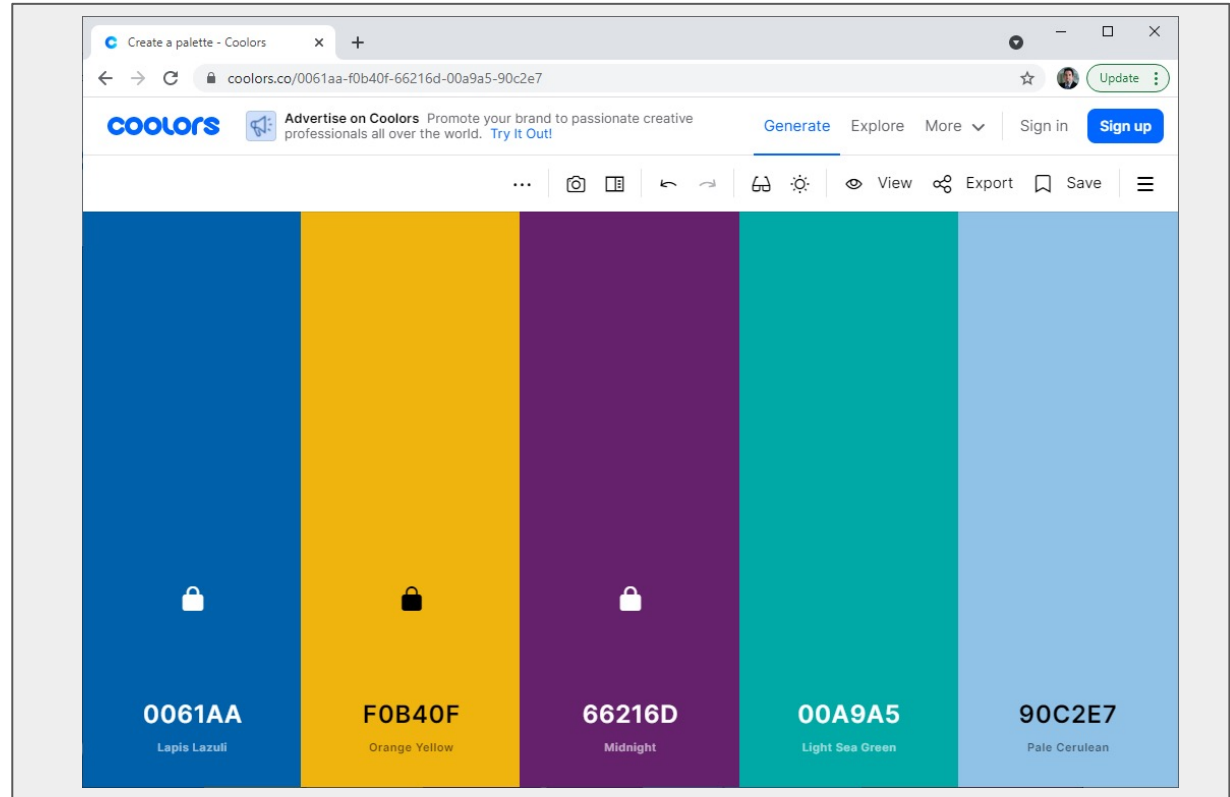 Create a palette - Coolors
coolors.co/0061aa-f0b40f-66216d-00a9a5-90c2e7
Update
coolors
Advertise on Coolors Promote your brand to passionate creative
professionals all over the world. Try It Out!
Generate Explore More Sign in Sign up
View Export Save
0061AA F0B40F 66216D 00A9A5 90C2E7
Lapis Lazuli Orange Yellow Midnight Light Sea Green Pale Cerulean